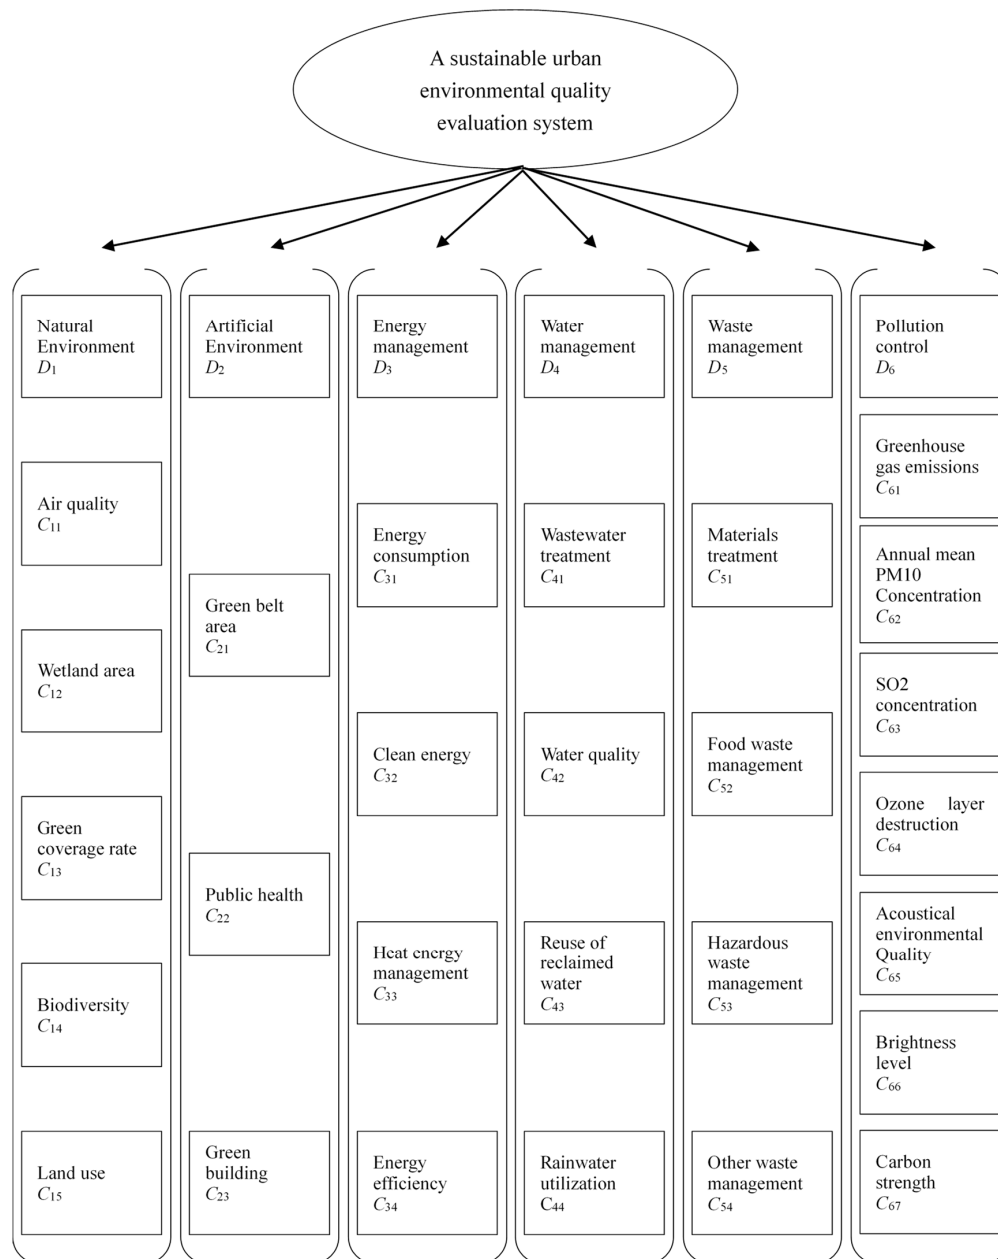 A sustainable urban
environmental quality
evaluation system
Natural
Environment
D1
Air quality
C11
Wetland area
C12
Green
coverage rate
C13
Biodiversity
C14
Land use
C15
Artificial
Environment
D2
Green belt
area
C21
Public health
C22
Green
building
C23
Energy
management
D3
Energy
consumption
C31
Clean energy
C32
Heat energy
management
C33
Energy
efficiency
C34
Water
management
D4
Wastewater
treatment
C41
Water quality
C42
Reuse of
reclaimed
water
C43
Rainwater
utilization
C44
Waste
management
D5
Materials
treatment
C51
Food waste
management
C52
Hazardous
waste
management
C53
Other waste
management
C54
Pollution
control
D6
Greenhouse
gas emissions
C61
Annual mean
PM10
Concentration
C62
SO2
concentration
C63
Ozone layer
destruction
C64
Acoustical
environmental
Quality
C65
Brightness
level
C66
Carbon
strength
C67